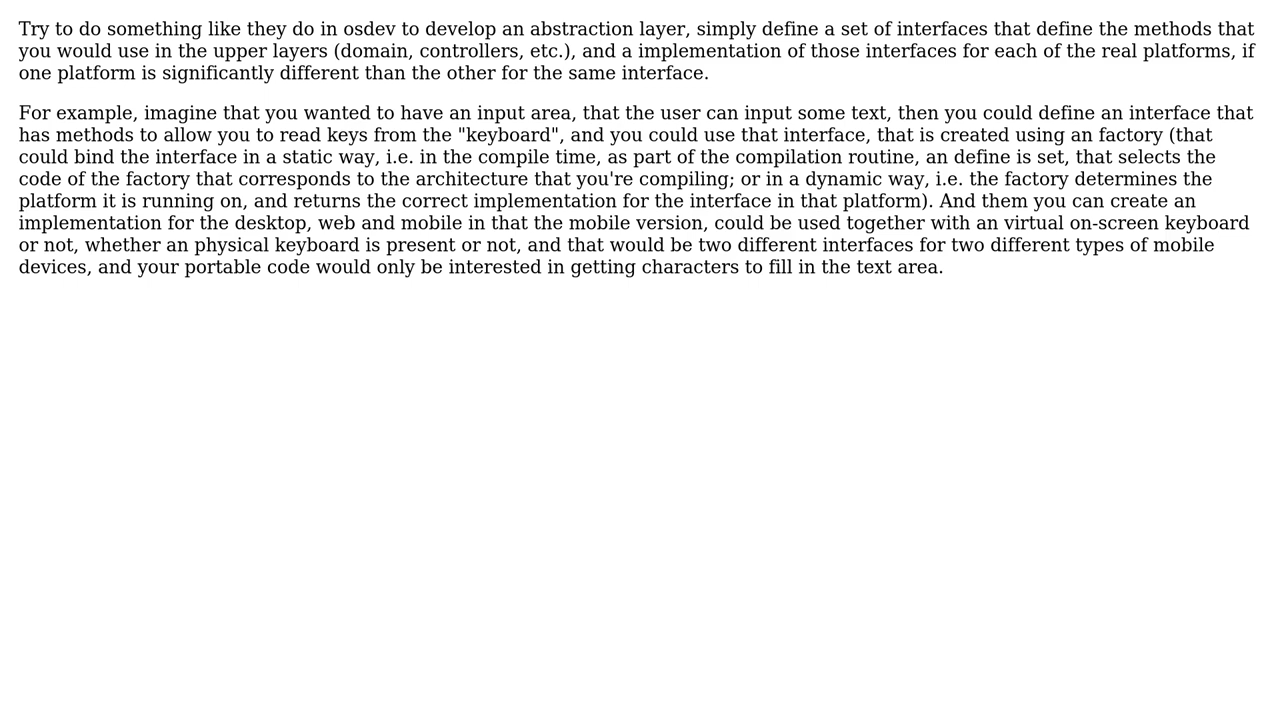 Try to do something like they do in osdev to develop an abstraction layer, simply define a set of interfaces that define the methods that
you would use in the upper layers (domain, controllers, etc.), and a implementation of those interfaces for each of the real platforms, if
one platform is significantly different than the other for the same interface.
For example, imagine that you wanted to have an input area, that the user can input some text, then you could define an interface that
has methods to allow you to read keys from the "keyboard", and you could use that interface, that is created using an factory (that
could bind the interface in a static way, i.e. in the compile time, as part of the compilation routine, an define is set, that selects the
code of the factory that corresponds to the architecture that you're compiling; or in a dynamic way, i.e. the factory determines the
platform it is running on, and returns the correct implementation for the interface in that platform). And them you can create an
implementation for the desktop, web and mobile in that the mobile version, could be used together with an virtual on-screen keyboard
or not, whether an physical keyboard is present or not, and that would be two different interfaces for two different types of mobile
devices, and your portable code would only be interested in getting characters to fill in the text area.